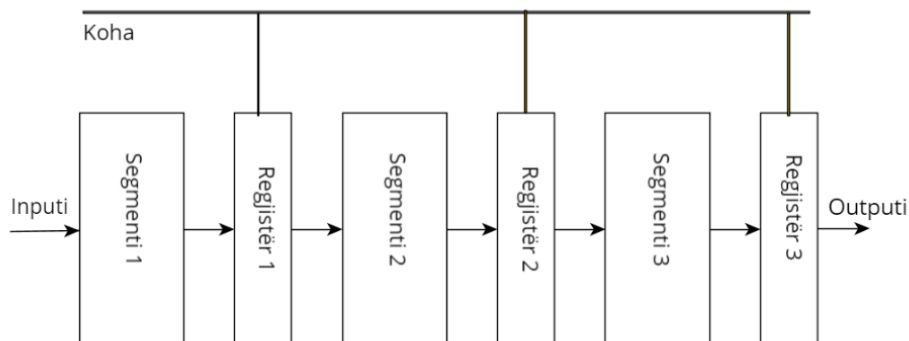 Koha
Inputi
Segmenti 1
Regjistër 1
Segmenti 2
Regjistër 2
Segmenti 3
Regjistër 3
Outputi